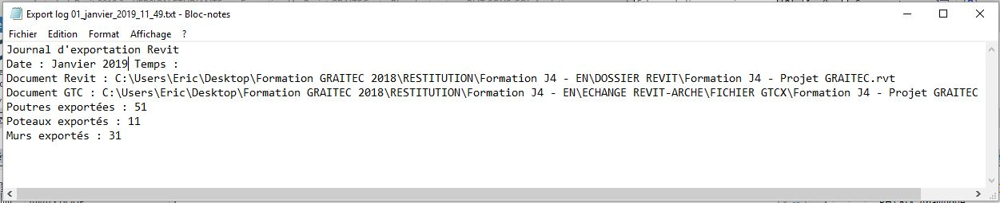 Export log 01_janvier_2019_11_49.txt - Bloc-notes
Fichier Edition Format Affichage ?
Journal d'exportation Revit
Date : Janvier 2019 Temps :
Document Revit : C:\Users\Eric\Desktop\Formation GRAITEC 2018\RESTITUTION\Formation J4 - EN\DOSSIER REVIT\Formation J4 - Projet GRAITEC.rvt
Document GTC : C:\Users\Eric\Desktop\Formation GRAITEC 2018\RESTITUTION\Formation J4 - EN\ECHANGE REVIT-ARCHE\FICHIER GTCX\Formation J4 - Projet GRAITEC
Poutres exportées : 51
Poteaux exportés : 11
Murs exportés : 31